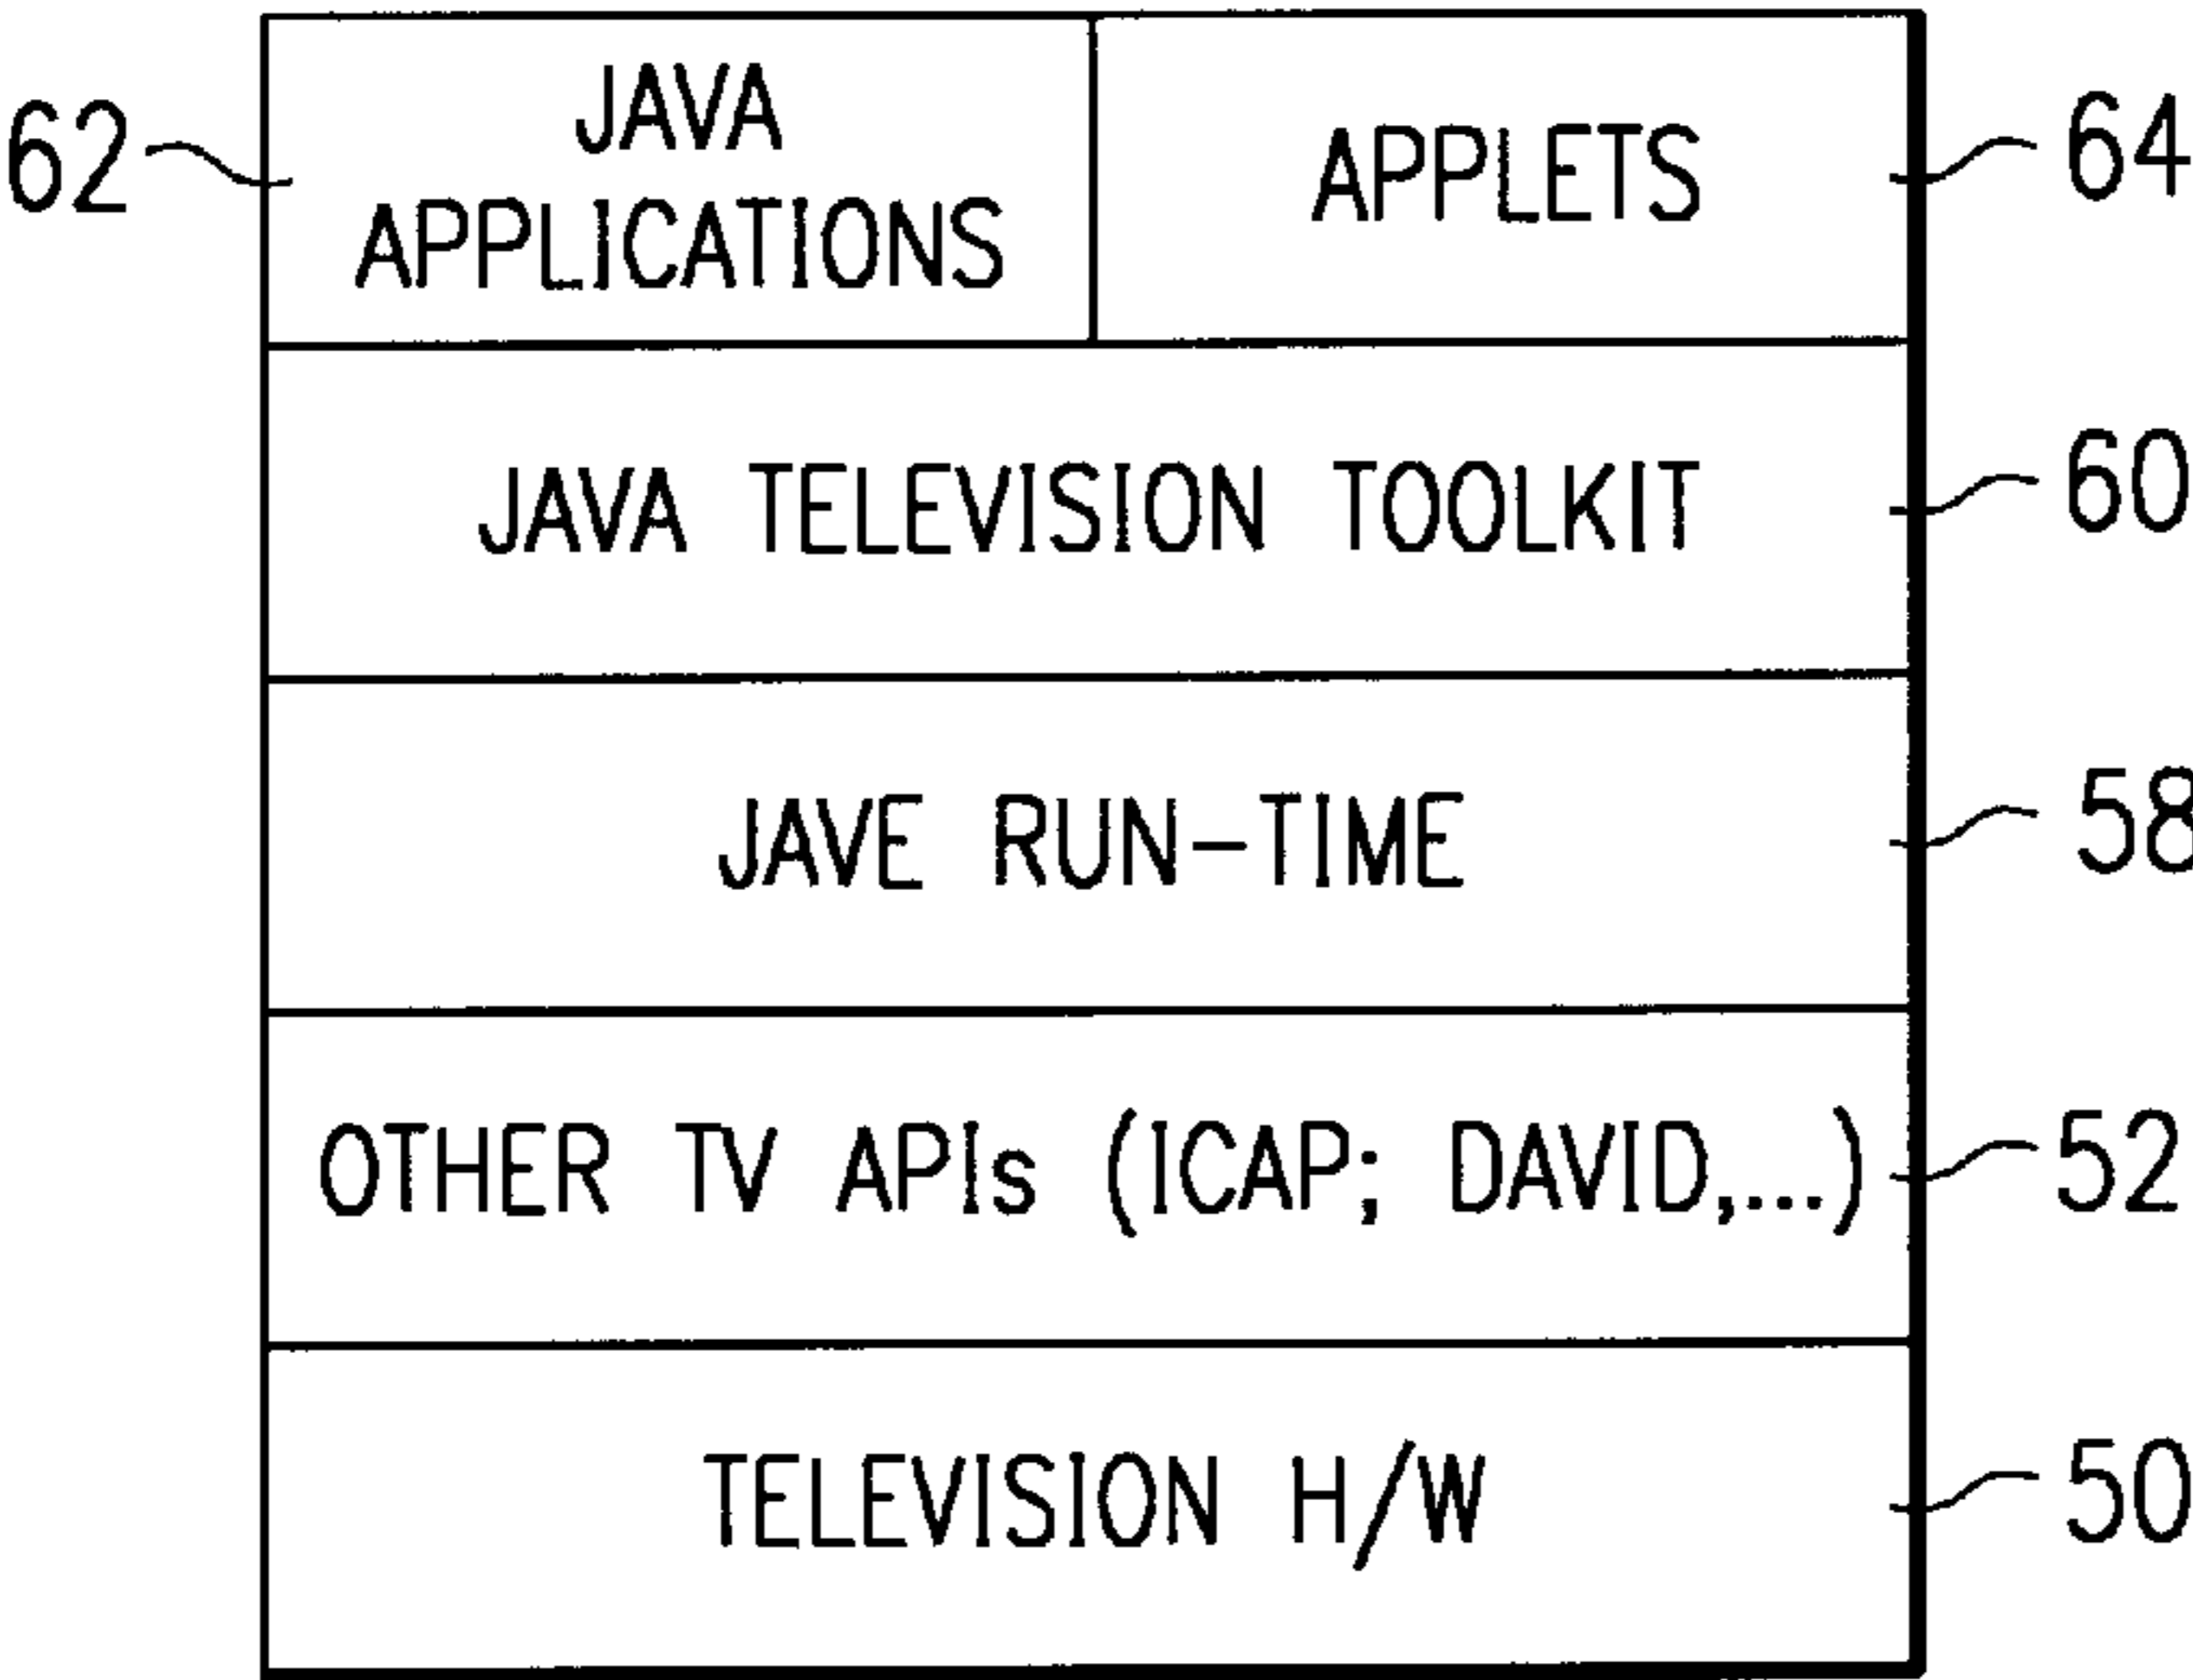 62
JAVA
APPLICATIONS
APPLETS
64
JAVA TELEVISION TOOLKIT
60
JAVE RUN-TIME
58
OTHER TV APIs (ICAP; DAVID,...)
52
TELEVISION H/W
50